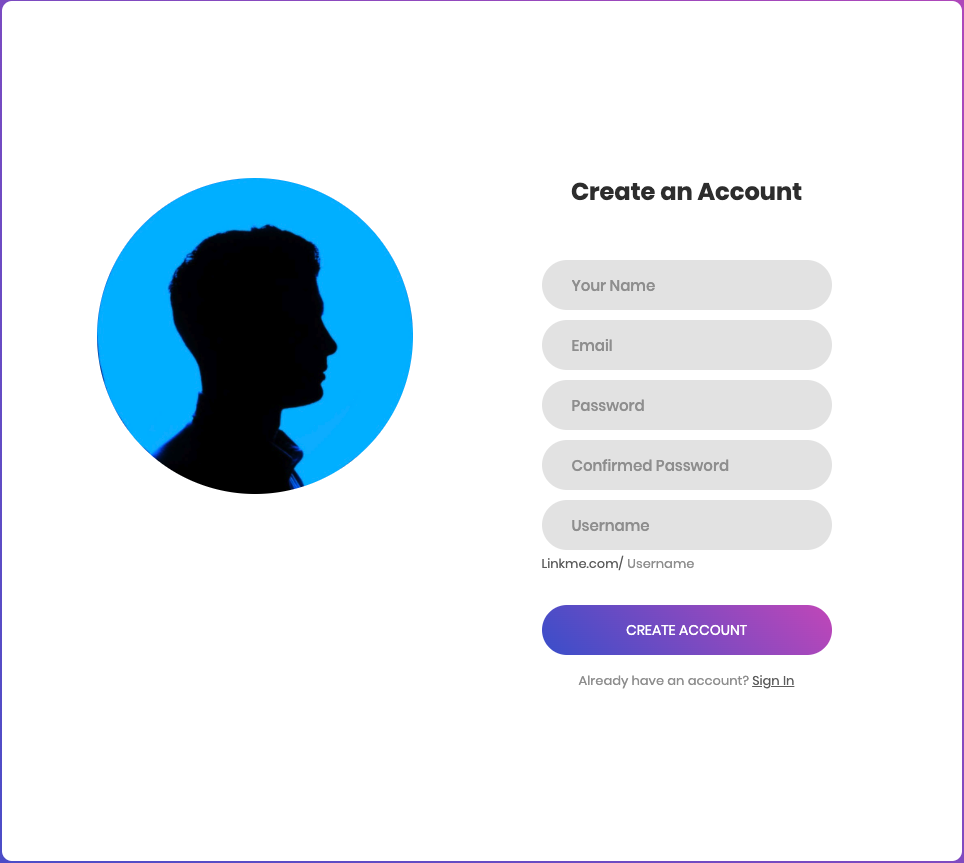 Create an Account
Your Name
Email
Password
Confirmed Password
Username
Linkme.com/ Username
CREATE ACCOUNT
Already have an account? Sign In